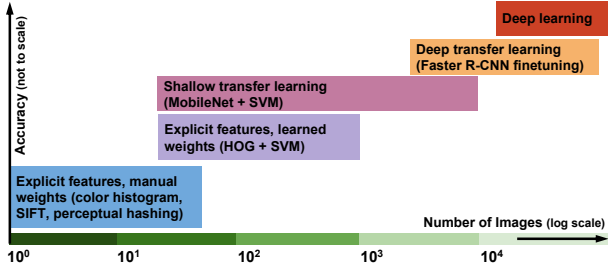 Accuracy (not to scale)
Deep learning
Deep transfer learning
(Faster R-CNN finetuning)
Shallow transfer learning
(MobileNet + SVM)
Explicit features, learned
weights (HOG + SVM)
Explicit features, manual
weights (color histogram,
SIFT, perceptual hashing)
Number of Images (log scale)
10⁰ 10¹ 10² 10³ 10⁴